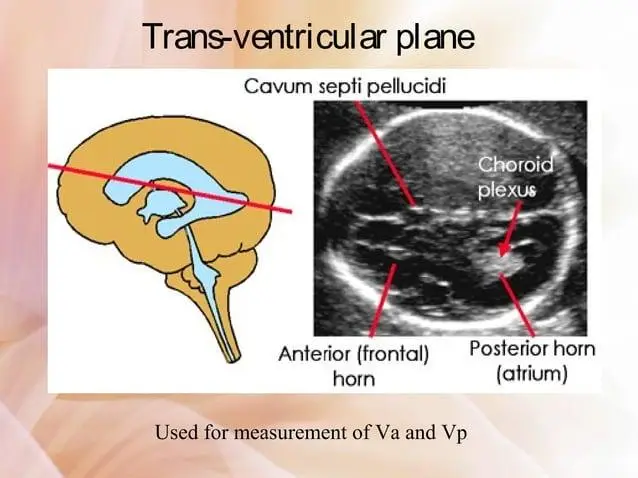 Trans-ventricular plane
Cavum septi pellucidi
Choroid
plexus
Anterior (frontal)
horn
Posterior horn
(atrium)
Used for measurement of Va and Vp